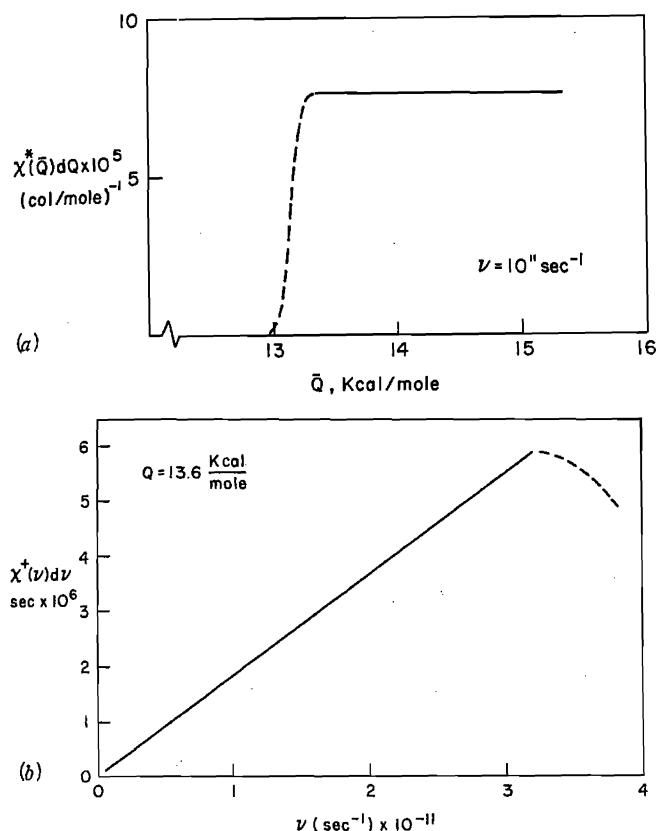 10
χ*(Q̄)dQ×10⁵
(cal/mole)⁻¹
5
ν = 10¹¹ sec⁻¹
(a)
13 14 15 16
Q̄, Kcal/mole
6
5
4
3
2
1
0
Q = 13.6 Kcal/mole
χ⁺(ν)dν
sec × 10⁶
(b)
0 1 2 3 4
ν (sec⁻¹) × 10⁻¹¹